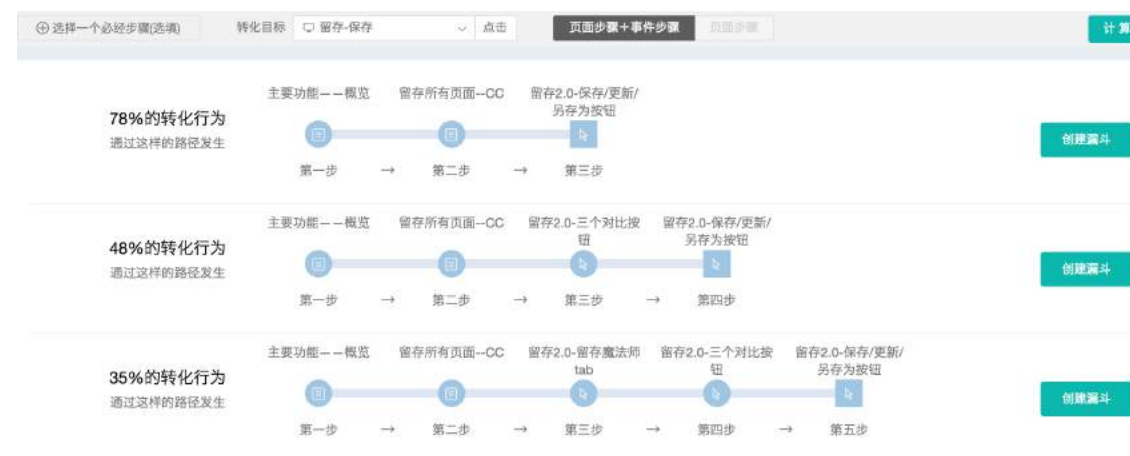 选择一个必经步骤(选填) 转化目标 留存-保存 点击 页面步骤+事件步骤 页面步骤 计算
主要功能——概览 留存所有页面--CC 留存2.0-保存/更新/
另存为按钮
78%的转化行为
通过这样的路径发生
创建漏斗
第一步 → 第二步 → 第三步
主要功能——概览 留存所有页面--CC 留存2.0-三个对比按 留存2.0-保存/更新/
钮 另存为按钮
48%的转化行为
通过这样的路径发生
创建漏斗
第一步 → 第二步 → 第三步 → 第四步
主要功能——概览 留存所有页面--CC 留存2.0-留存魔法师 留存2.0-三个对比按 留存2.0-保存/更新/
tab 钮 另存为按钮
35%的转化行为
通过这样的路径发生
创建漏斗
第一步 → 第二步 → 第三步 → 第四步 → 第五步